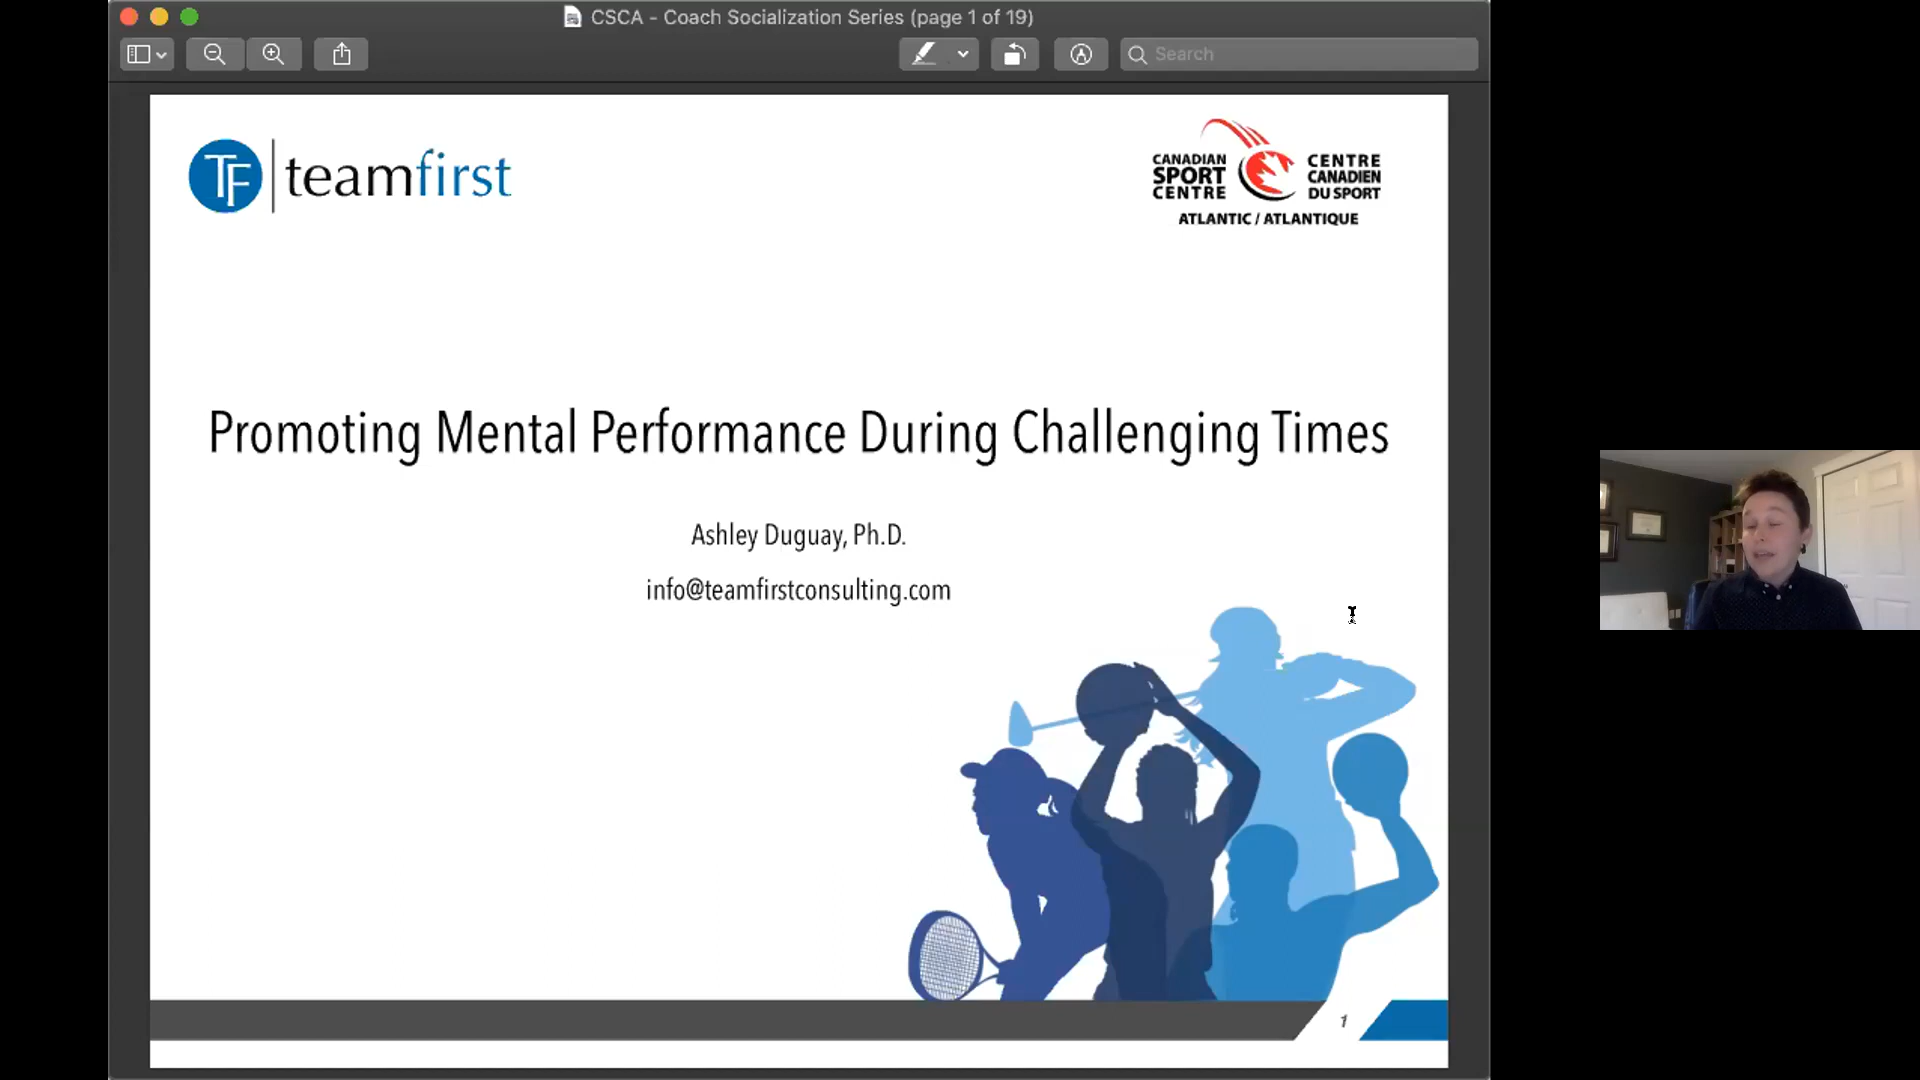 CSCA - Coach Socialization Series (page 1 of 19)
Search
TF teamfirst
CANADIAN SPORT CENTRE
CENTRE CANADIEN DU SPORT
ATLANTIC / ATLANTIQUE
Promoting Mental Performance During Challenging Times
Ashley Duguay, Ph.D.
info@teamfirstconsulting.com
1